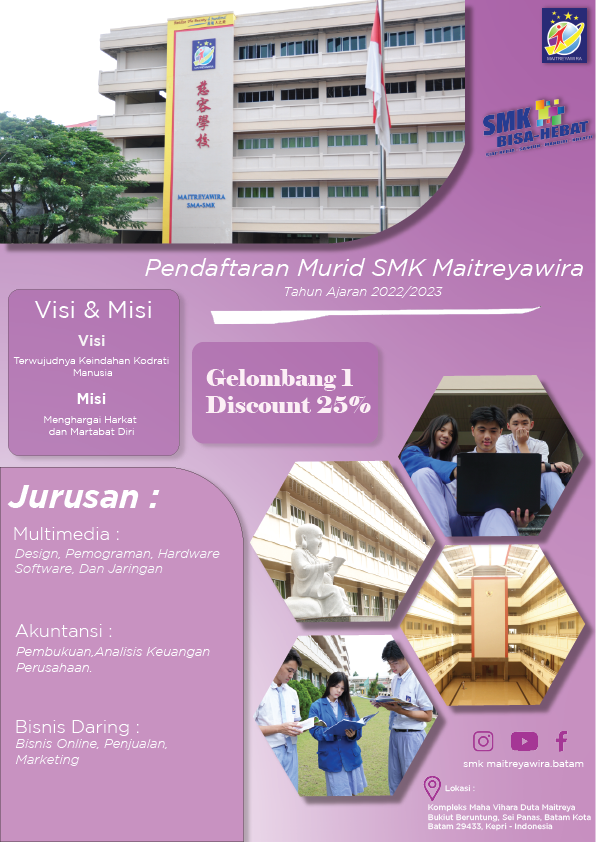 慈容學校
MAITREYAWIRA
SMA-SMK
MAITREYAWIRA
SMK
BISA-HEBAT
Pendaftaran Murid SMK Maitreyawira
Tahun Ajaran 2022/2023
Visi & Misi
Visi
Terwujudnya Keindahan Kodrati
Manusia
Misi
Menghargai Harkat
dan Martabat Diri
Gelombang 1
Discount 25%
Jurusan :
Multimedia :
Design, Pemograman, Hardware
Software, Dan Jaringan
Akuntansi :
Pembukuan,Analisis Keuangan
Perusahaan.
Bisnis Daring :
Bisnis Online, Penjualan,
Marketing
smk maitreyawira.batam
Lokasi :
Kompleks Maha Vihara Duta Maitreya
Bukiut Beruntung, Sei Panas, Batam Kota
Batam 29433, Kepri - Indonesia